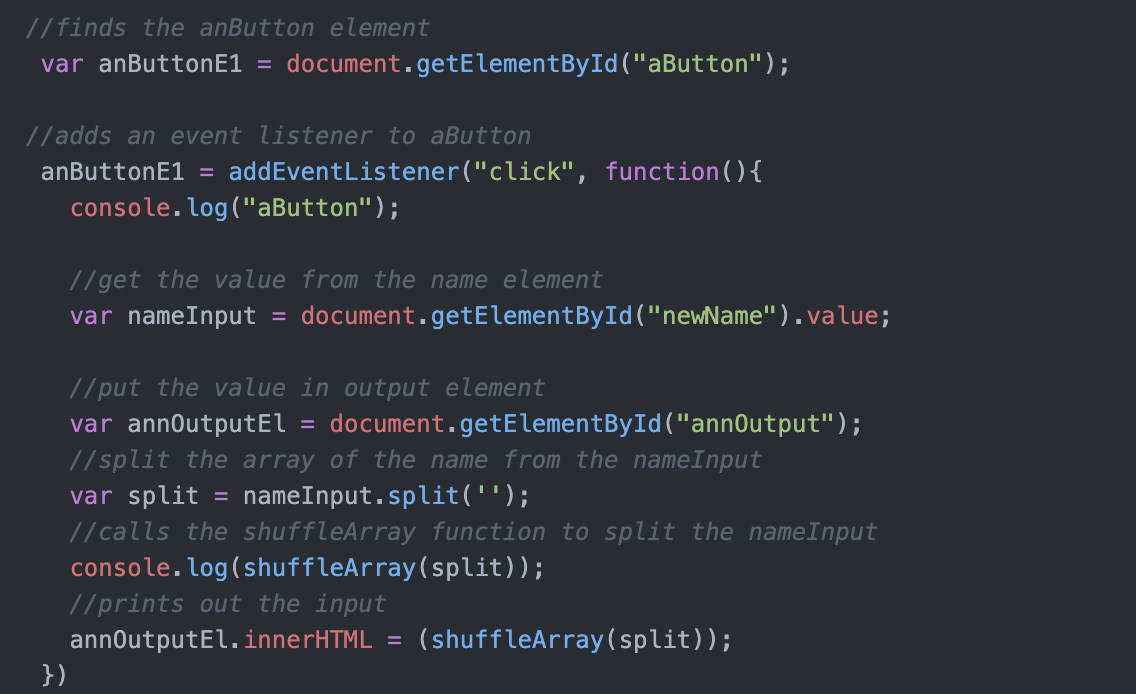 //finds the anButton element
var anButtonE1 = document.getElementById("aButton");
//adds an event listener to aButton
anButtonE1 = addEventListener("click", function(){
console.log("aButton");
//get the value from the name element
var nameInput = document.getElementById("newName").value;
//put the value in output element
var annOutputEl = document.getElementById("annOutput");
//split the array of the name from the nameInput
var split = nameInput.split('');
//calls the shuffleArray function to split the nameInput
console.log(shuffleArray(split));
//prints out the input
annOutputEl.innerHTML = (shuffleArray(split));
})